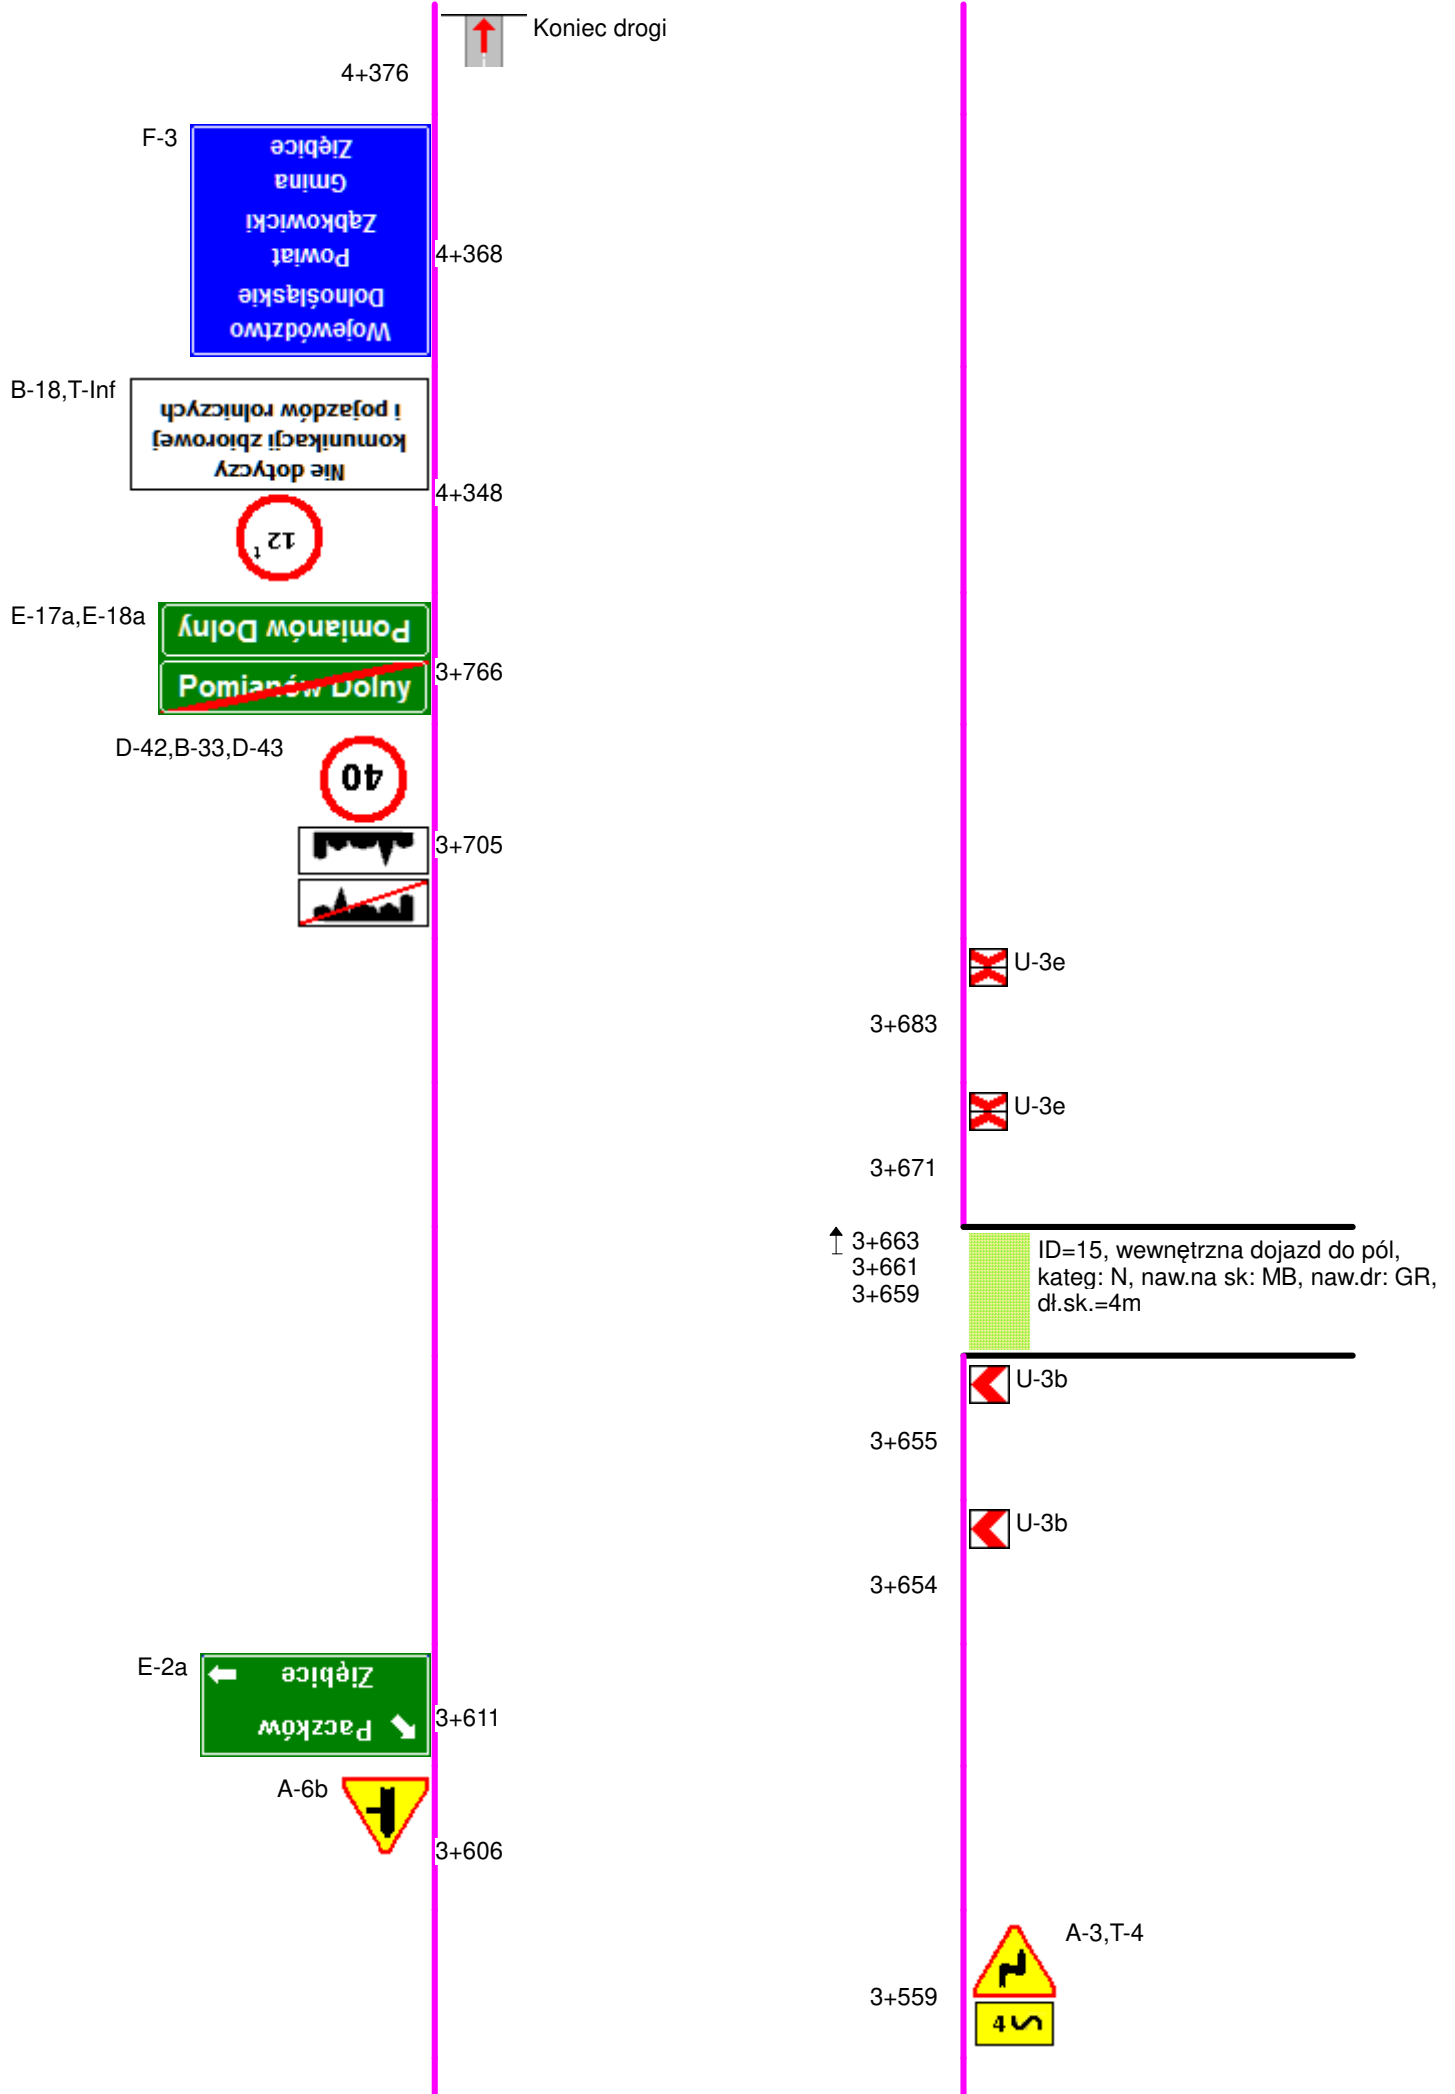 Koniec drogi
4+376
F-3
Ziębice
Gmina
Ząbkowicki
Powiat
Dolnośląskie
Województwo
4+368
B-18,T-Inf
i pojazdów rolniczych
komunikacji zbiorowej
Nie dotyczy
4+348
12 t
E-17a,E-18a
Pomianów Dolny
Pomianów Dolny
3+766
D-42,B-33,D-43
40
3+705
U-3e
3+683
U-3e
3+671
3+663
3+661
3+659
ID=15, wewnętrzna dojazd do pól,
kateg: N, naw.na sk: MB, naw.dr: GR,
dł.sk.=4m
U-3b
3+655
U-3b
3+654
E-2a
Ziębice
Paczków
3+611
A-6b
3+606
A-3,T-4
3+559
4